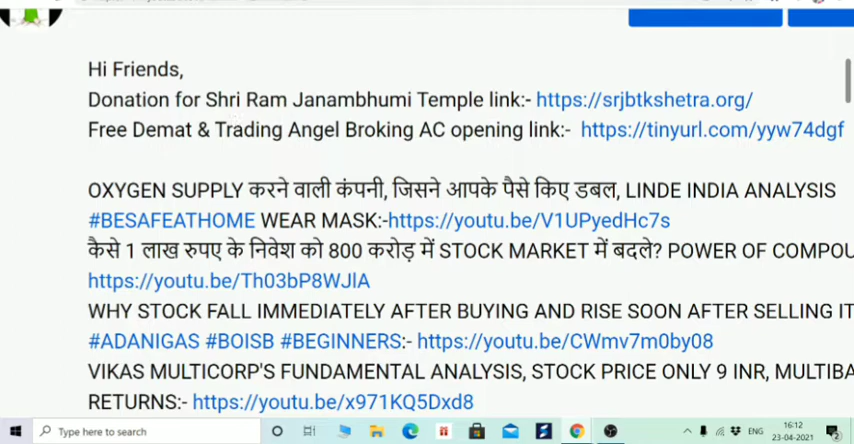 Hi Friends,
Donation for Shri Ram Janambhumi Temple link:- https://srjbtkshetra.org/
Free Demat & Trading Angel Broking AC opening link:- https://tinyurl.com/yyw74dgf
OXYGEN SUPPLY करने वाली कंपनी, जिसने आपके पैसे किए डबल, LINDE INDIA ANALYSIS
#BESAFEATHOME WEAR MASK:-https://youtu.be/V1UPyedHc7s
कैसे 1 लाख रुपए के निवेश को 800 करोड़ में STOCK MARKET में बदले? POWER OF COMPOU
https://youtu.be/Th03bP8WJlA
WHY STOCK FALL IMMEDIATELY AFTER BUYING AND RISE SOON AFTER SELLING IT
#ADANIGAS #BOISB #BEGINNERS:- https://youtu.be/CWmv7m0by08
VIKAS MULTICORP'S FUNDAMENTAL ANALYSIS, STOCK PRICE ONLY 9 INR, MULTIBA
RETURNS:- https://youtu.be/x971KQ5Dxd8
Type here to search
ENG
16:12
23-04-2021
2